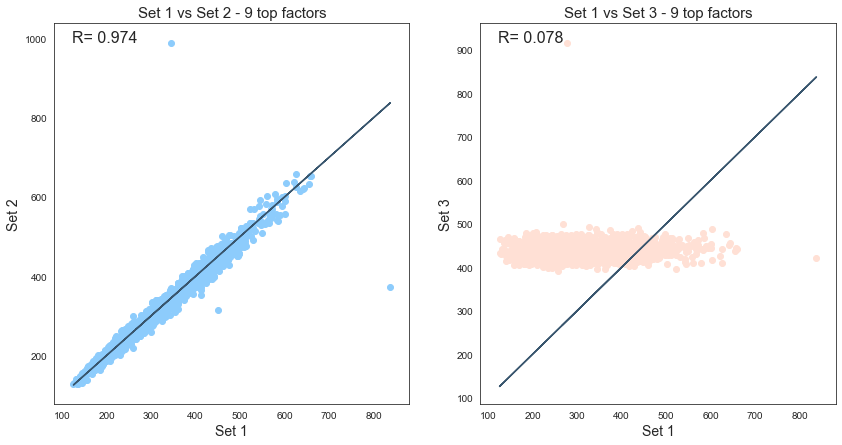 Set 1 vs Set 2 - 9 top factors
R= 0.974
1000
800
600
400
200
Set 2
100 200 300 400 500 600 700 800
Set 1
Set 1 vs Set 3 - 9 top factors
R= 0.078
900
800
700
600
500
400
300
200
100
Set 3
100 200 300 400 500 600 700 800
Set 1